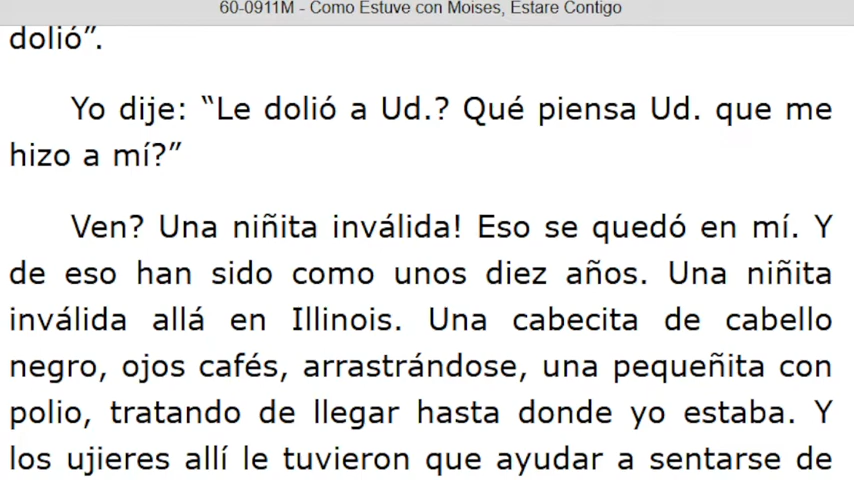 60-0911M - Como Estuve con Moises, Estare Contigo
dolió”.
Yo dije: “Le dolió a Ud.? Qué piensa Ud. que me
hizo a mí?”
Ven? Una niñita inválida! Eso se quedó en mí. Y
de eso han sido como unos diez años. Una niñita
inválida allá en Illinois. Una cabecita de cabello
negro, ojos cafés, arrastrándose, una pequeñita con
polio, tratando de llegar hasta donde yo estaba. Y
los ujieres allí le tuvieron que ayudar a sentarse de